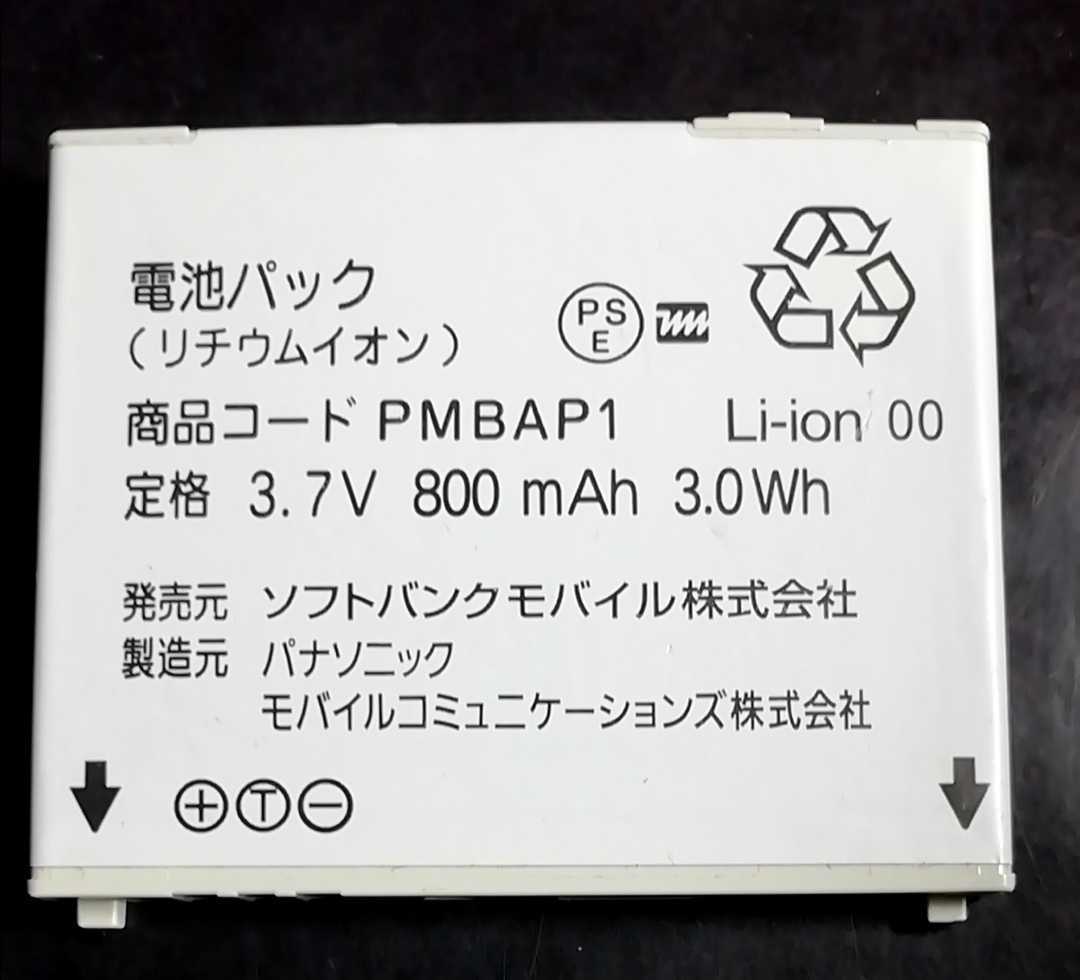 電池パック
（リチウムイオン）
PS
E
商品コード PMBAP1 Li-ion 00
定格 3.7V 800 mAh 3.0Wh
発売元 ソフトバンクモバイル株式会社
製造元 パナソニック
モバイルコミュニケーションズ株式会社
⊕ Ⓣ ⊖